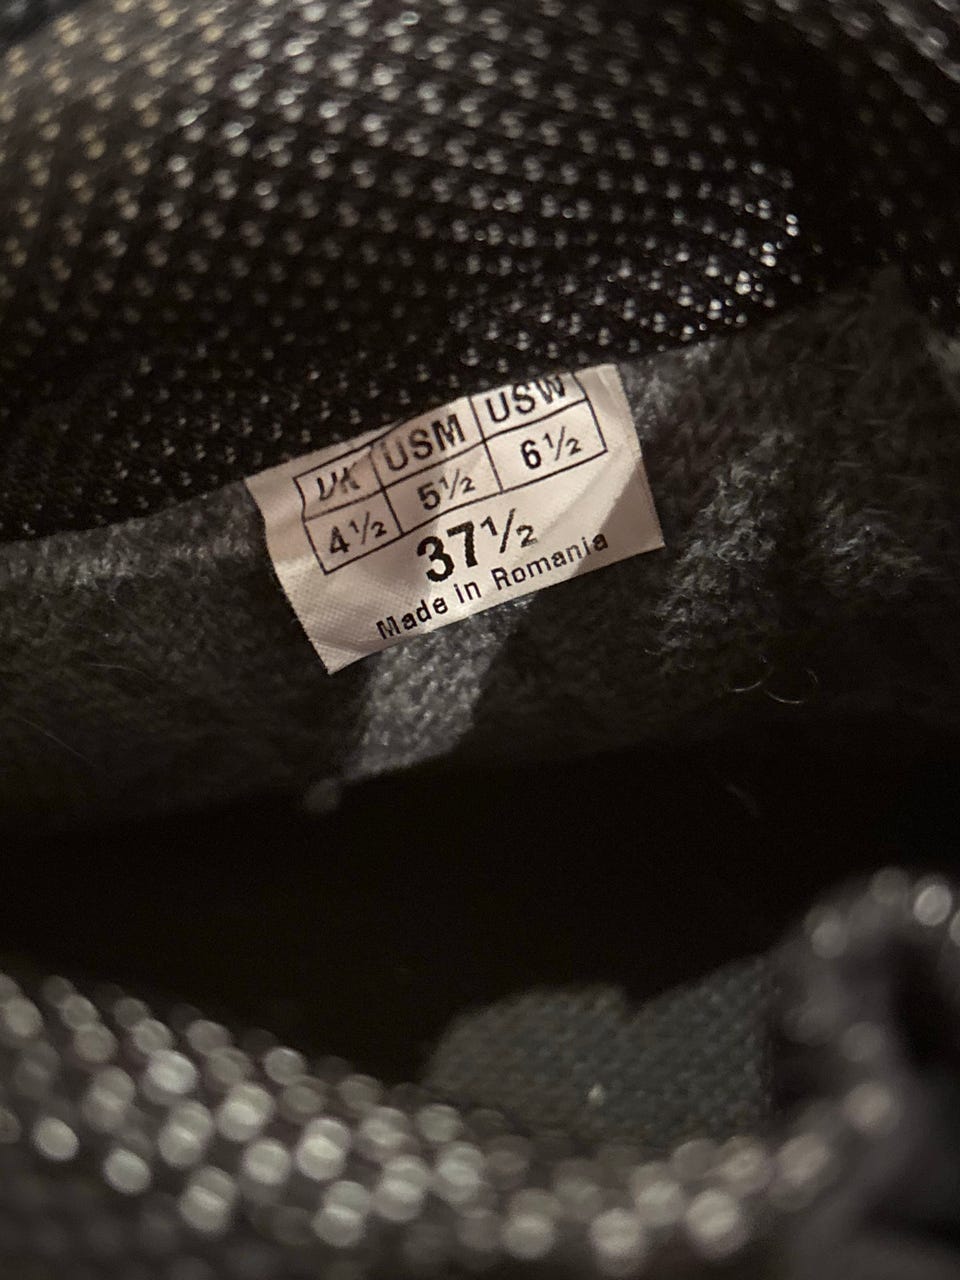 UK USM USW
4½ 5½ 6½
37½
Made in Romania